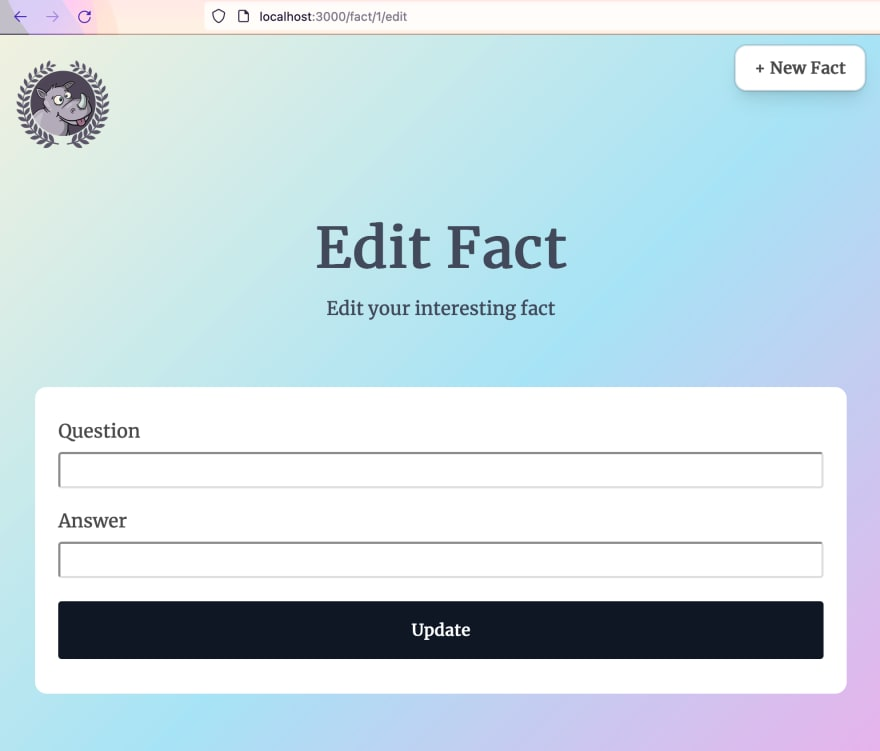 localhost:3000/fact/1/edit
+ New Fact
Edit Fact
Edit your interesting fact
Question
Answer
Update